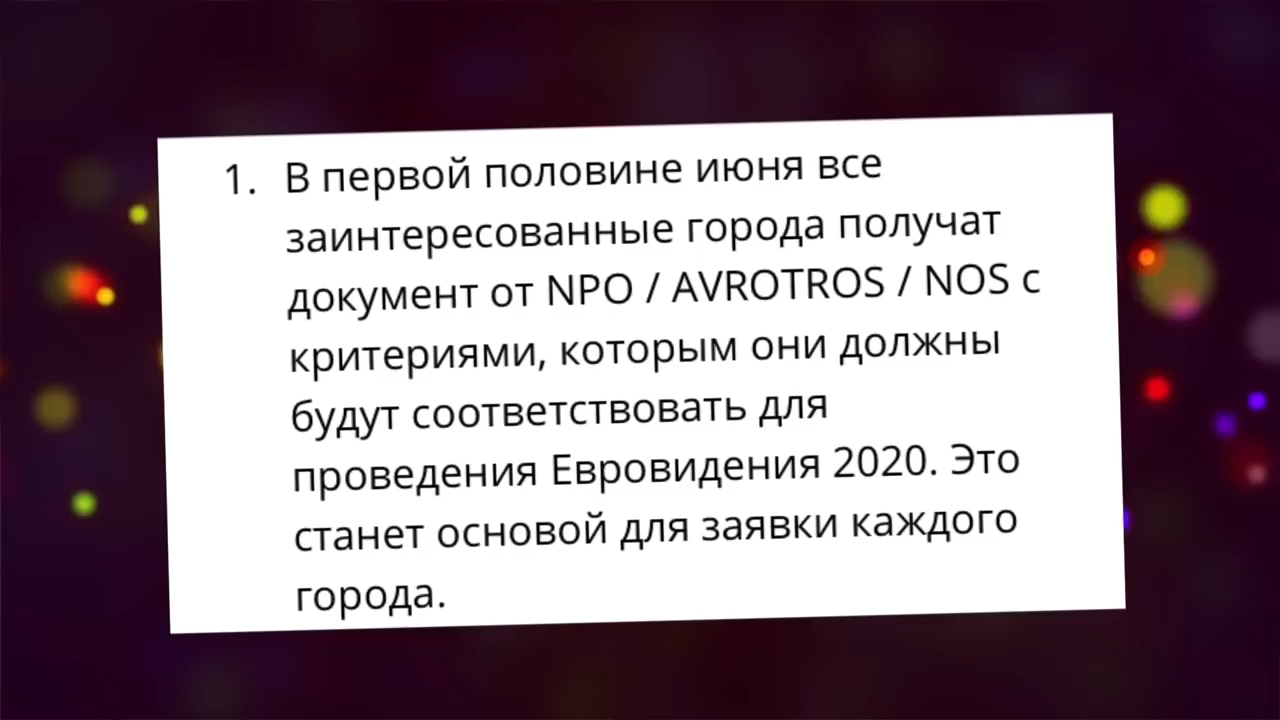 1. В первой половине июня все
заинтересованные города получат
документ от NPO / AVROTROS / NOS с
критериями, которым они должны
будут соответствовать для
проведения Евровидения 2020. Это
станет основой для заявки каждого
города.